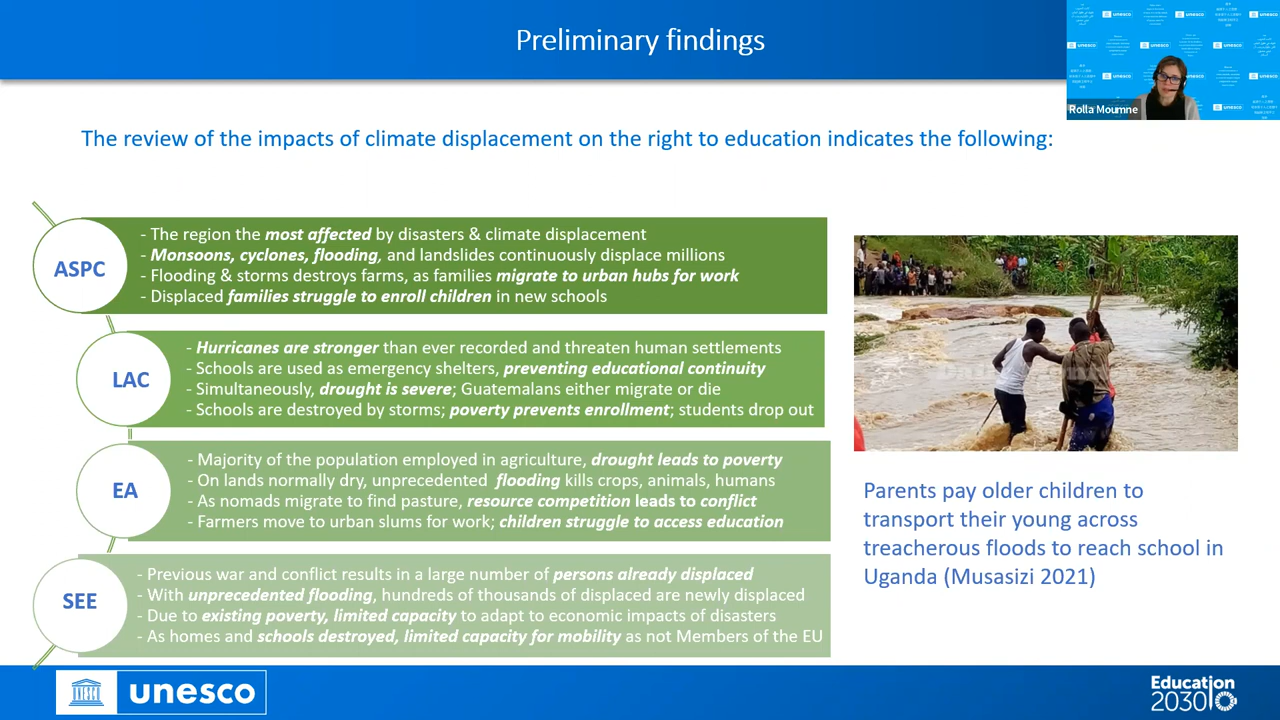 Preliminary findings
unesco
unesco
unesco
unesco
unesco
unesco
unesco
unesco
Rolla Moumne
The review of the impacts of climate displacement on the right to education indicates the following:
ASPC
- The region the most affected by disasters & climate displacement
- Monsoons, cyclones, flooding, and landslides continuously displace millions
- Flooding & storms destroys farms, as families migrate to urban hubs for work
- Displaced families struggle to enroll children in new schools
LAC
- Hurricanes are stronger than ever recorded and threaten human settlements
- Schools are used as emergency shelters, preventing educational continuity
- Simultaneously, drought is severe; Guatemalans either migrate or die
- Schools are destroyed by storms; poverty prevents enrollment; students drop out
EA
- Majority of the population employed in agriculture, drought leads to poverty
- On lands normally dry, unprecedented flooding kills crops, animals, humans
- As nomads migrate to find pasture, resource competition leads to conflict
- Farmers move to urban slums for work; children struggle to access education
SEE
- Previous war and conflict results in a large number of persons already displaced
- With unprecedented flooding, hundreds of thousands of displaced are newly displaced
- Due to existing poverty, limited capacity to adapt to economic impacts of disasters
- As homes and schools destroyed, limited capacity for mobility as not Members of the EU
Parents pay older children to
transport their young across
treacherous floods to reach school in
Uganda (Musasizi 2021)
unesco
Education
2030